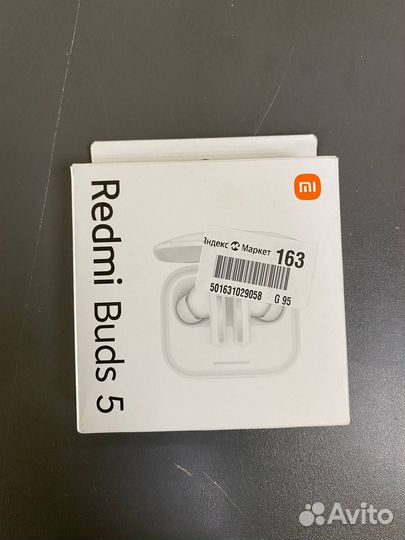 Redmi Buds 5
mi
Яндекс Маркет 163
501631029058 G 95
Avito